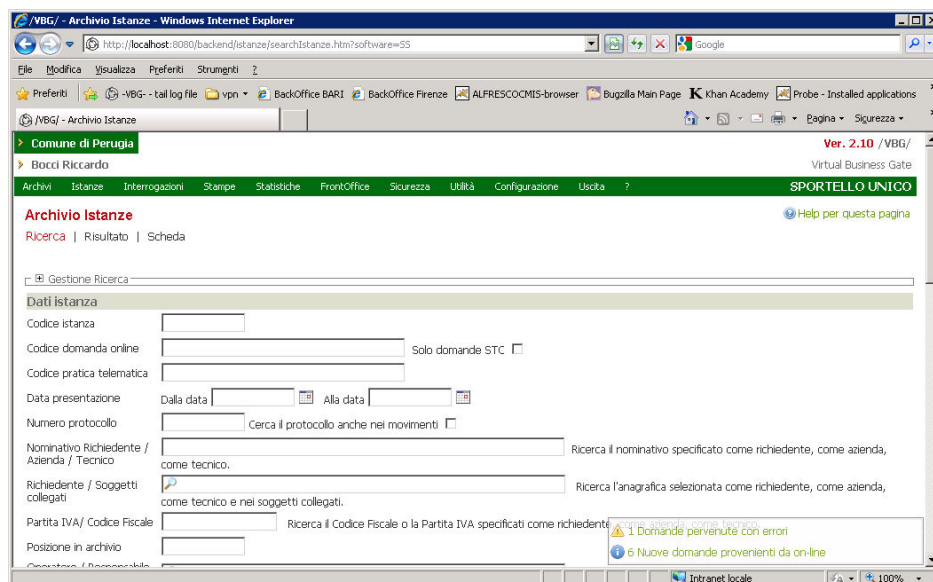 /VBG/ - Archivio Istanze - Windows Internet Explorer
http://localhost:8080/backend/istanze/searchIstanze.htm?software=SS
Google
File Modifica Visualizza Preferiti Strumenti ?
Preferiti -VBG- - tail log file vpn BackOffice BARI BackOffice Firenze ALFRESCOCMIS-browser Bugzilla Main Page Khan Academy Probe - Installed applications
/VBG/ - Archivio Istanze Pagina Sicurezza
Comune di Perugia Ver. 2.10 /VBG/
Bocci Riccardo Virtual Business Gate
Archivi Istanze Interrogazioni Stampe Statistiche FrontOffice Sicurezza Utilità Configurazione Uscita ? SPORTELLO UNICO
Archivio Istanze Help per questa pagina
Ricerca | Risultato | Scheda
Gestione Ricerca
Dati istanza
Codice istanza
Codice domanda online Solo domande STC
Codice pratica telematica
Data presentazione Dalla data Alla data
Numero protocollo Cerca il protocollo anche nei movimenti
Nominativo Richiedente / Ricerca il nominativo specificato come richiedente, come azienda,
Azienda / Tecnico come tecnico.
Richiedente / Soggetti Ricerca l'anagrafica selezionata come richiedente, come azienda,
collegati come tecnico e nei soggetti collegati.
Partita IVA/ Codice Fiscale Ricerca il Codice Fiscale o la Partita IVA specificati come richiedente, come azienda, come tecnico.
1 Domande pervenute con errori
Posizione in archivio
6 Nuove domande provenienti da on-line
Operatore / Responsabile
Intranet locale 100%